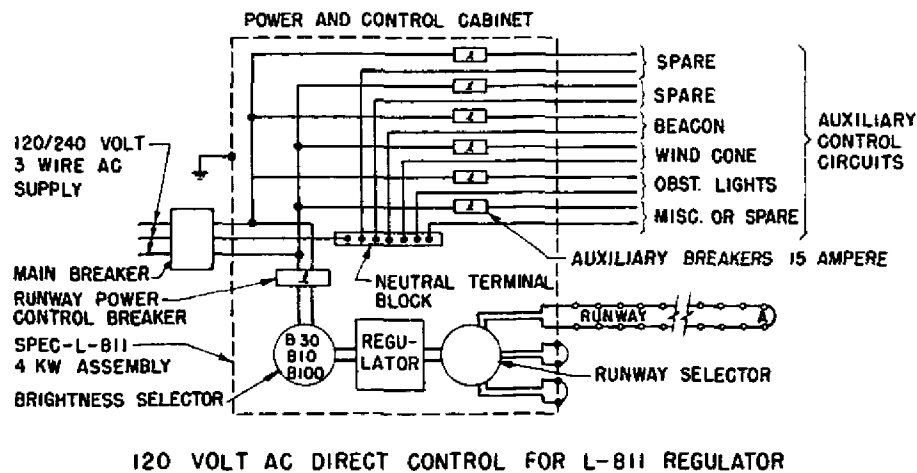 POWER AND CONTROL CABINET
SPARE
SPARE
BEACON
WIND CONE
OBST. LIGHTS
MISC. OR SPARE
AUXILIARY
CONTROL
CIRCUITS
120/240 VOLT
3 WIRE AC
SUPPLY
MAIN BREAKER
RUNWAY POWER
CONTROL BREAKER
SPEC-L-811
4 KW ASSEMBLY
BRIGHTNESS SELECTOR
NEUTRAL TERMINAL
BLOCK
AUXILIARY BREAKERS 15 AMPERE
B 30
B10
B100
REGU-
LATOR
RUNWAY
A
RUNWAY SELECTOR
120 VOLT AC DIRECT CONTROL FOR L-811 REGULATOR